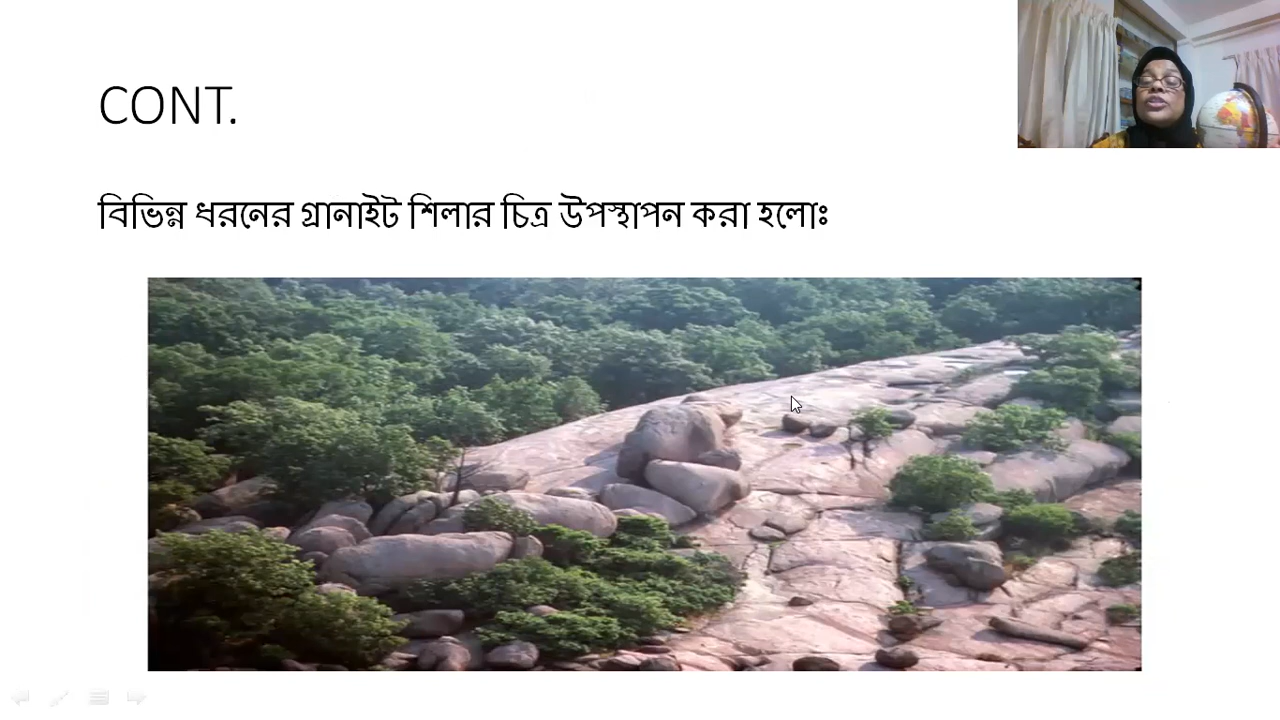 CONT.
বিভিন্ন ধরনের গ্রানাইট শিলার চিত্র উপস্থাপন করা হলোঃ